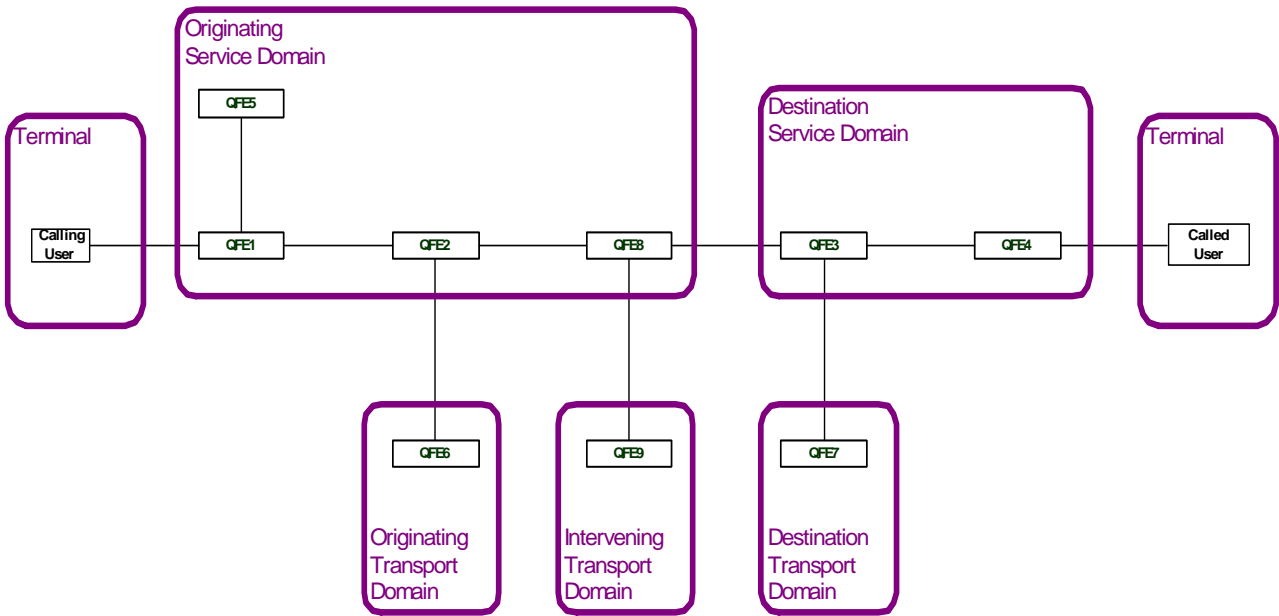 Originating
Service Domain
QFE5
Destination
Service Domain
Terminal
Terminal
Calling
User
QFE1
QFE2
QFE8
QFE3
QFE4
Called
User
QFE6
QFE9
QFE7
Originating
Transport
Domain
Intervening
Transport
Domain
Destination
Transport
Domain